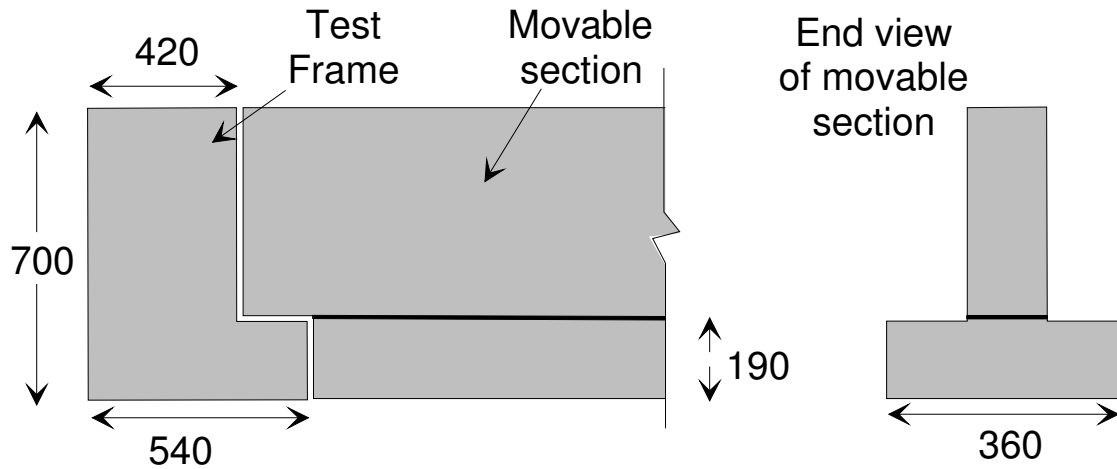 420
Test
Frame
Movable
section
End view
of movable
section
700
190
540
360